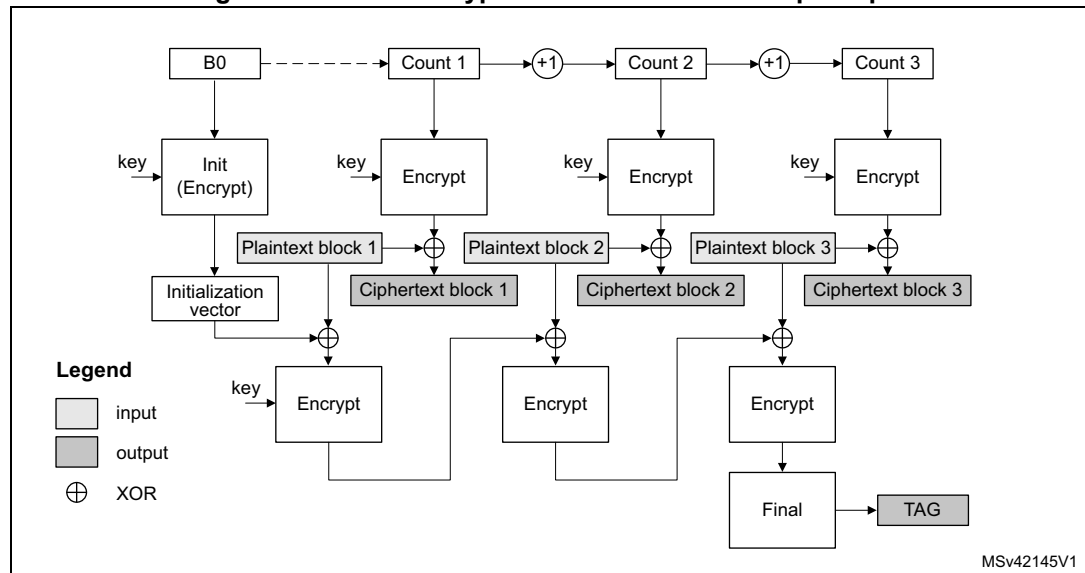 B0
Count 1
+1
Count 2
+1
Count 3
key
Init
(Encrypt)
key
Encrypt
key
Encrypt
key
Encrypt
Plaintext block 1
Plaintext block 2
Plaintext block 3
Initialization
vector
Ciphertext block 1
Ciphertext block 2
Ciphertext block 3
Legend
input
output
XOR
key
Encrypt
Encrypt
Encrypt
Final
TAG
MSv42145V1